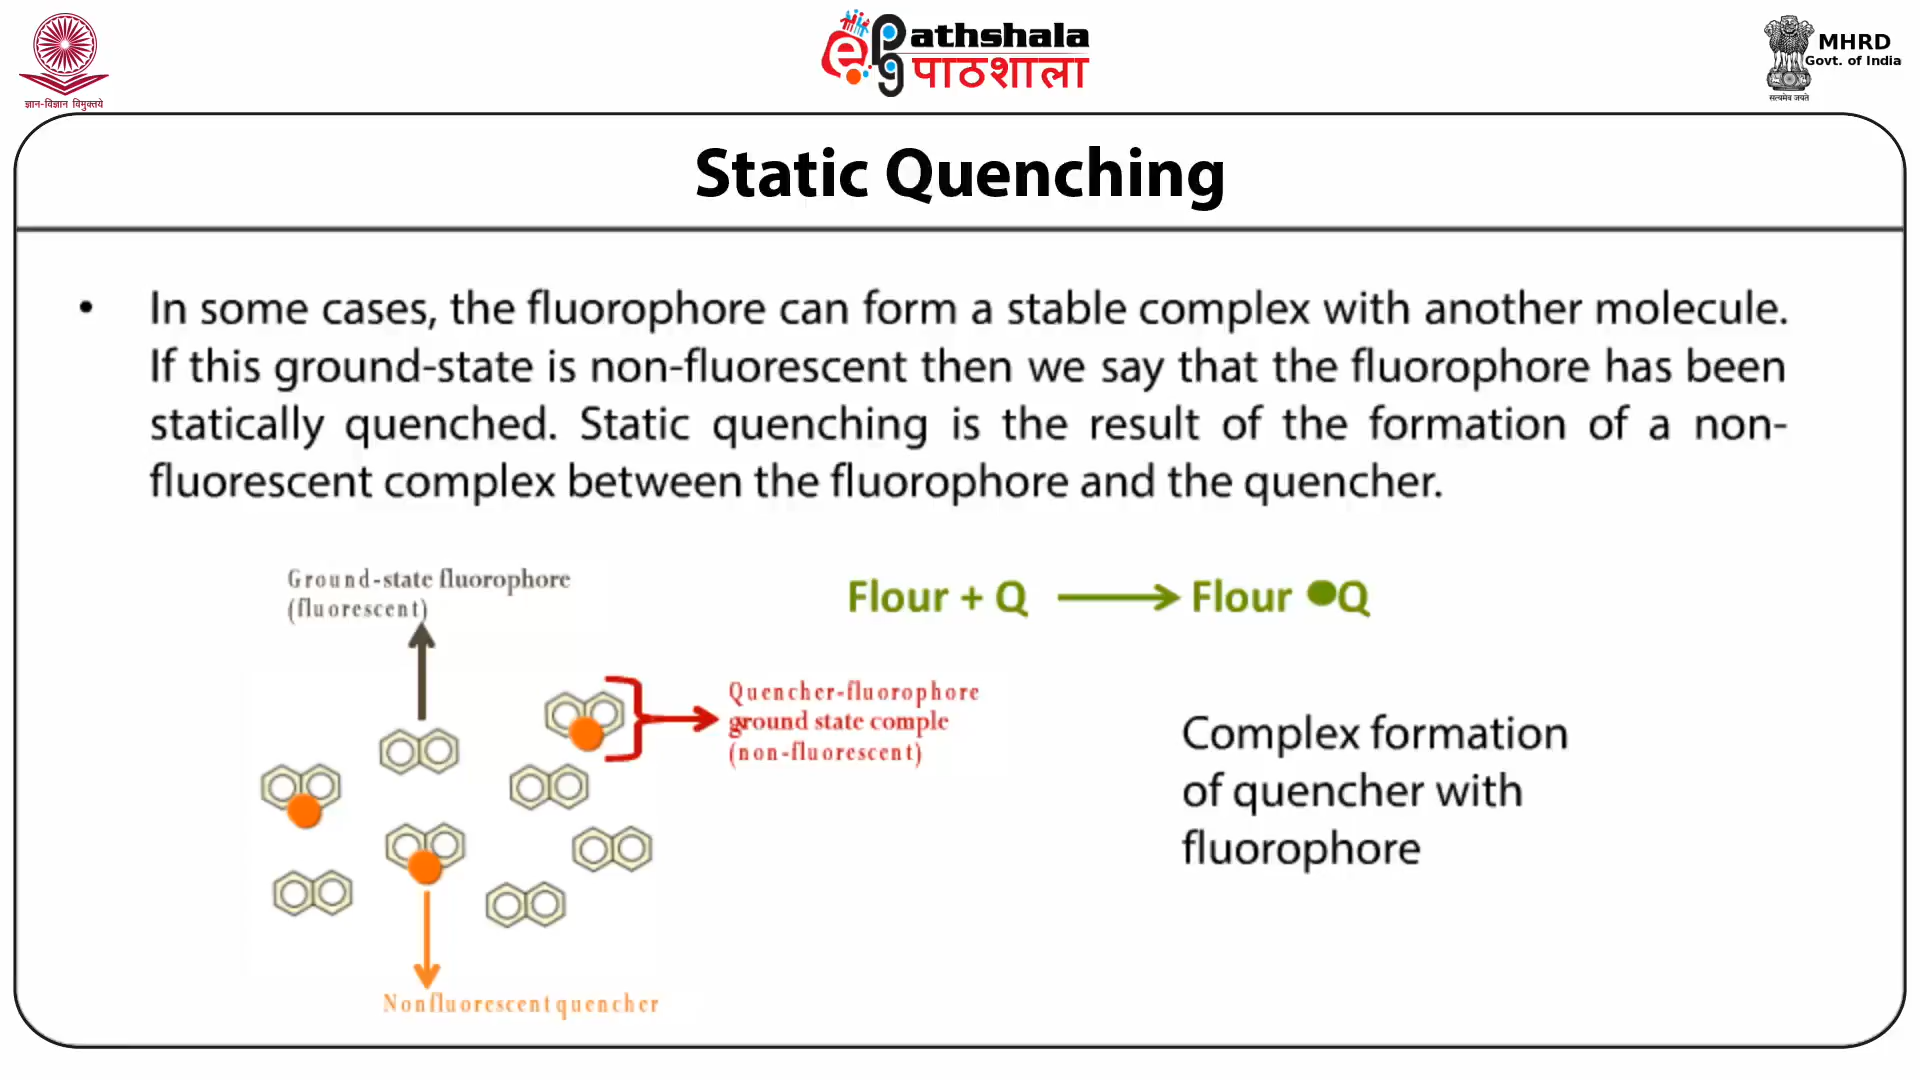 ज्ञान-विज्ञान विमुक्तये
ePathshala
पाठशाला
MHRD
Govt. of India
सत्यमेव जयते
Static Quenching
• In some cases, the fluorophore can form a stable complex with another molecule.
If this ground-state is non-fluorescent then we say that the fluorophore has been
statically quenched. Static quenching is the result of the formation of a non-
fluorescent complex between the fluorophore and the quencher.
Ground-state fluorophore
(fluorescent)
Flour + Q ⟶ Flour ●Q
Quencher-fluorophore
ground state comple
(non-fluorescent)
Complex formation
of quencher with
fluorophore
Nonfluorescent quencher